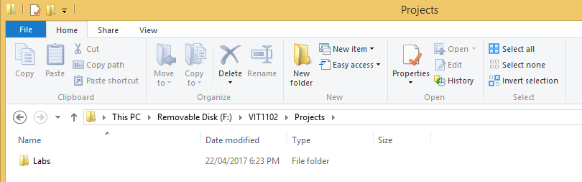 Projects
File Home Share View
Copy Paste Cut Copy path Paste shortcut Move to Copy to Delete Rename New folder New item Easy access Properties Open Edit History Select all Select none Invert selection
Clipboard Organize New Open Select
This PC Removable Disk (F:) VIT1102 Projects
Name Date modified Type Size
Labs 22/04/2017 6:23 PM File folder